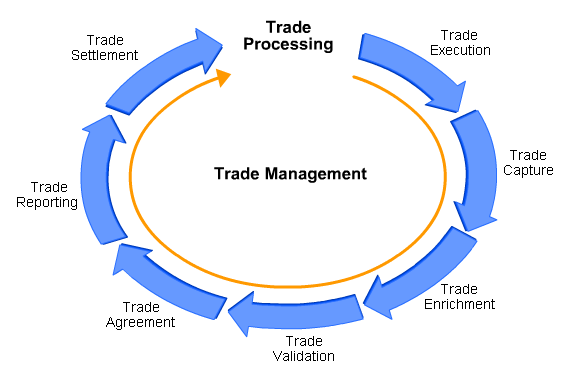 Trade
Processing
Trade
Execution
Trade
Capture
Trade
Enrichment
Trade
Validation
Trade
Agreement
Trade
Reporting
Trade
Settlement
Trade Management